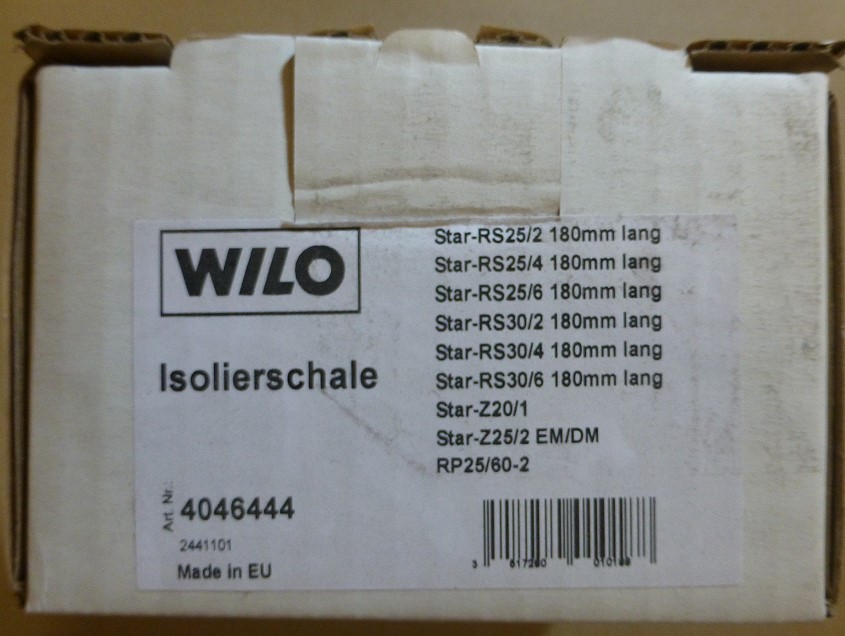 WILO
Isolierschale
Star-RS25/2 180mm lang
Star-RS25/4 180mm lang
Star-RS25/6 180mm lang
Star-RS30/2 180mm lang
Star-RS30/4 180mm lang
Star-RS30/6 180mm lang
Star-Z20/1
Star-Z25/2 EM/DM
RP25/60-2
Art. Nr.: 4046444
2441101
Made in EU
3